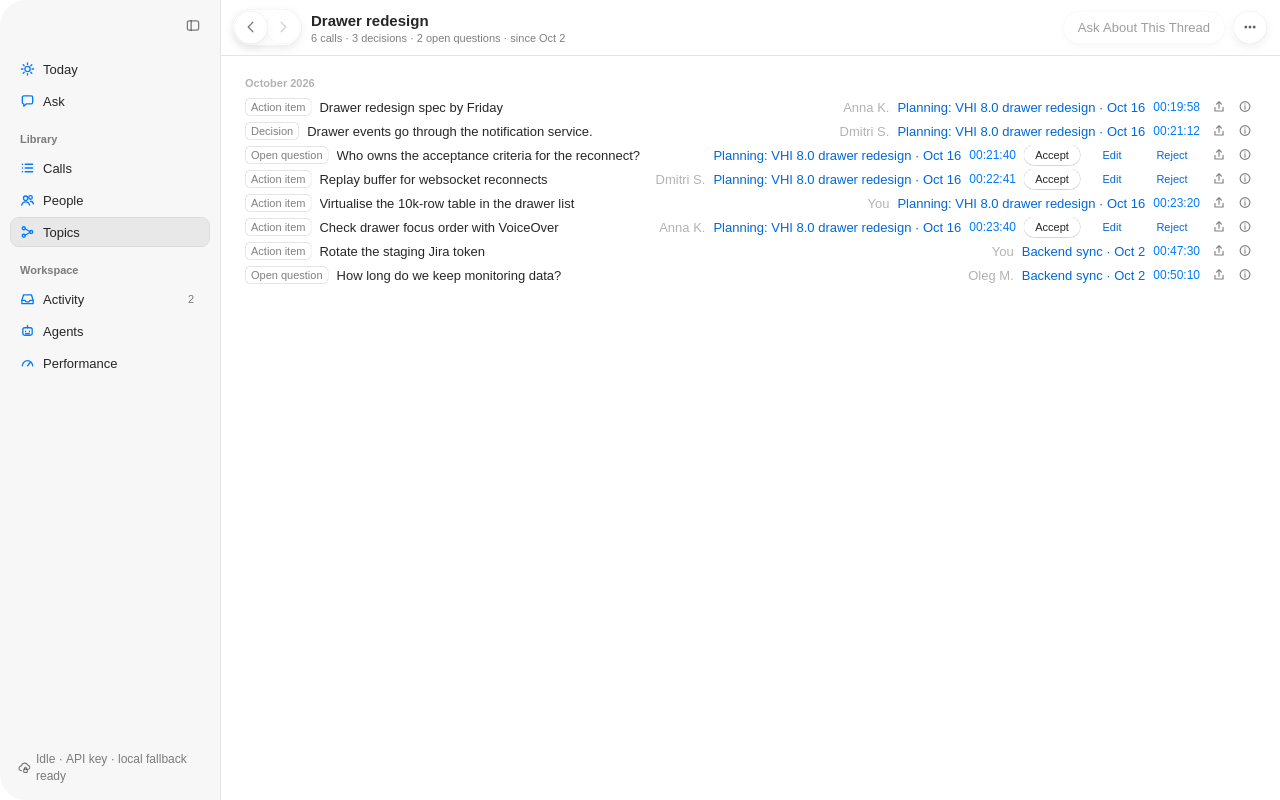 Drawer redesign
6 calls · 3 decisions · 2 open questions · since Oct 2
Ask About This Thread
Today
Ask
Library
Calls
People
Topics
Workspace
Activity 2
Agents
Performance
Idle · API key · local fallback
ready
October 2026
Action item Drawer redesign spec by Friday Anna K. Planning: VHI 8.0 drawer redesign · Oct 16 00:19:58
Decision Drawer events go through the notification service. Dmitri S. Planning: VHI 8.0 drawer redesign · Oct 16 00:21:12
Open question Who owns the acceptance criteria for the reconnect? Planning: VHI 8.0 drawer redesign · Oct 16 00:21:40 Accept Edit Reject
Action item Replay buffer for websocket reconnects Dmitri S. Planning: VHI 8.0 drawer redesign · Oct 16 00:22:41 Accept Edit Reject
Action item Virtualise the 10k-row table in the drawer list You Planning: VHI 8.0 drawer redesign · Oct 16 00:23:20
Action item Check drawer focus order with VoiceOver Anna K. Planning: VHI 8.0 drawer redesign · Oct 16 00:23:40 Accept Edit Reject
Action item Rotate the staging Jira token You Backend sync · Oct 2 00:47:30
Open question How long do we keep monitoring data? Oleg M. Backend sync · Oct 2 00:50:10